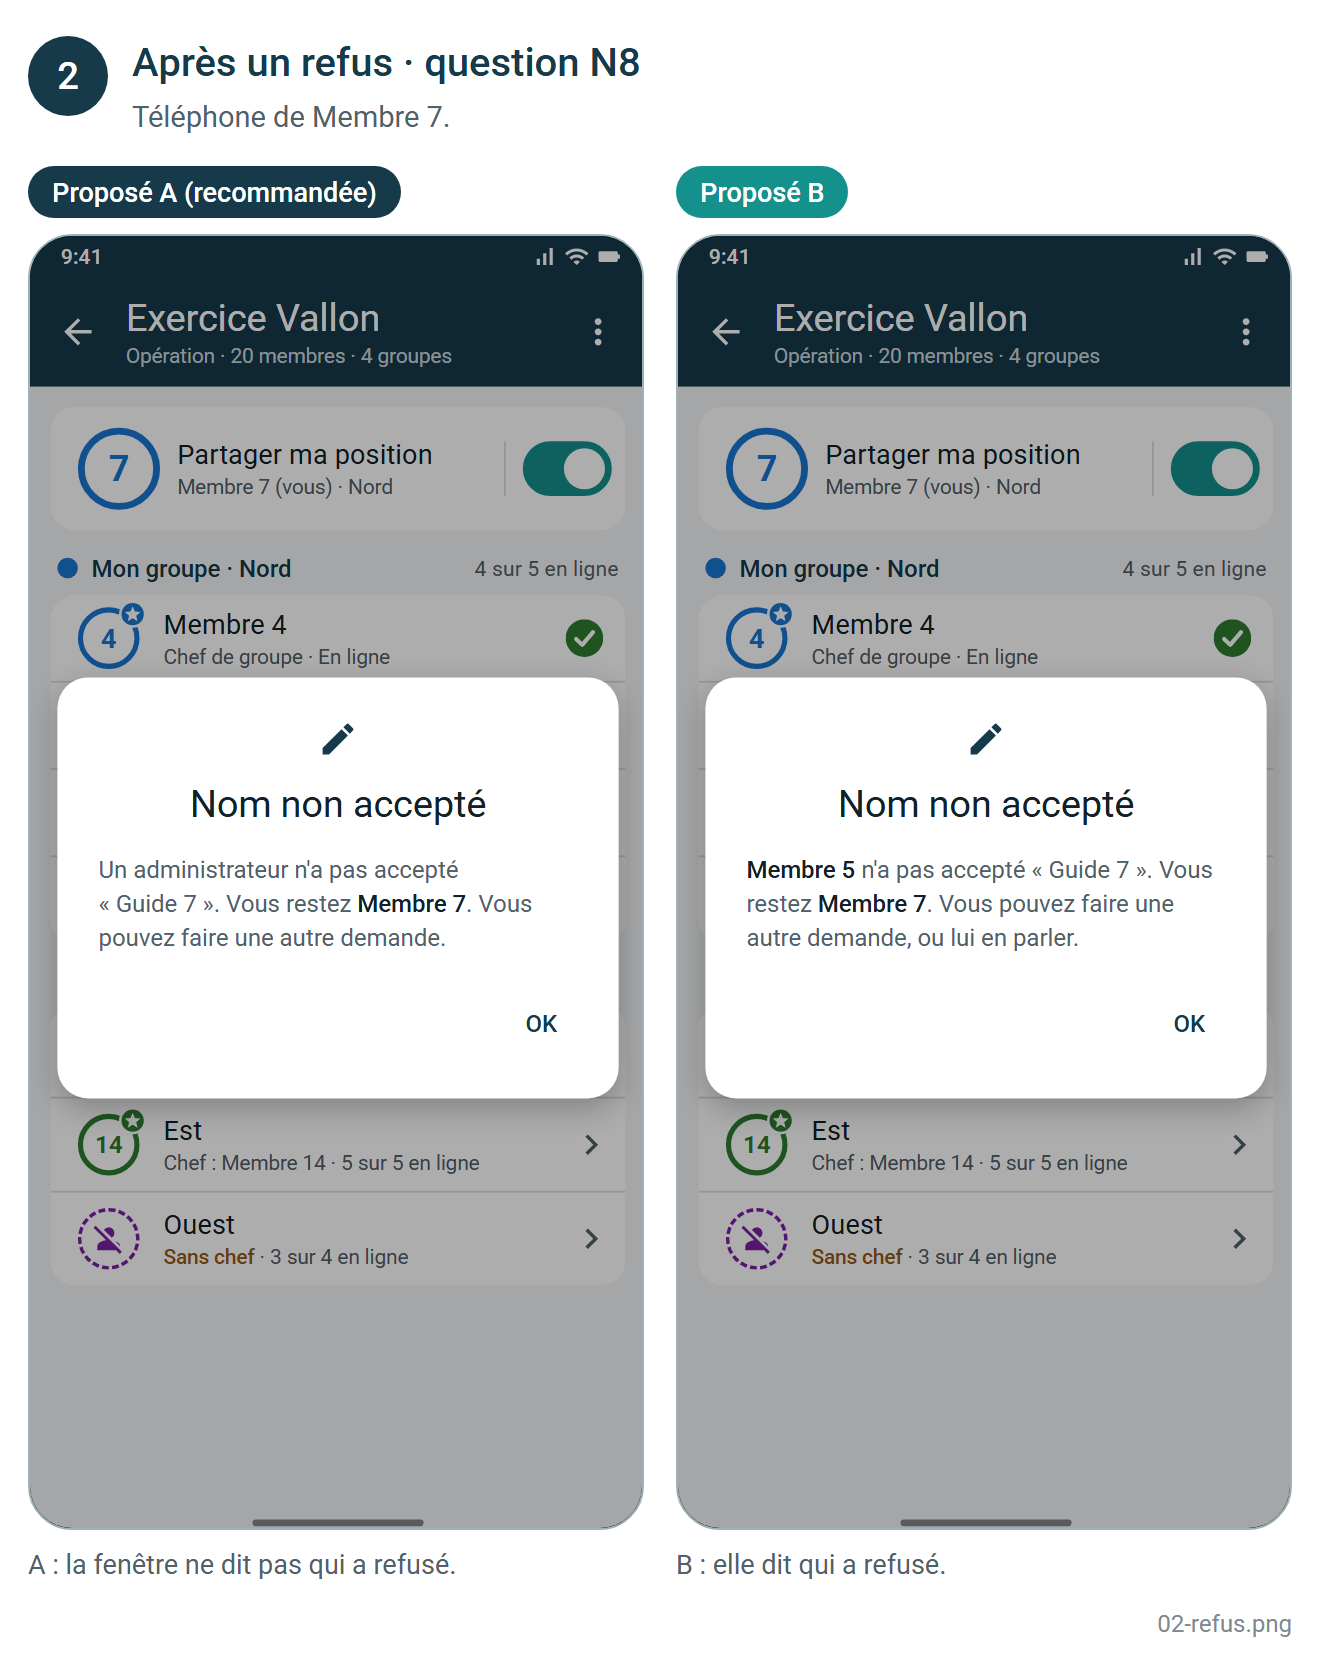 2
Après un refus · question N8
Téléphone de Membre 7.
Proposé A (recommandée)
9:41
Exercice Vallon
Opération · 20 membres · 4 groupes
7
Partager ma position
Membre 7 (vous) · Nord
Mon groupe · Nord
4 sur 5 en ligne
4
Membre 4
Chef de groupe · En ligne
Nom non accepté
Un administrateur n'a pas accepté
« Guide 7 ». Vous restez Membre 7. Vous
pouvez faire une autre demande.
OK
14
Est
Chef : Membre 14 · 5 sur 5 en ligne
Ouest
Sans chef · 3 sur 4 en ligne
A : la fenêtre ne dit pas qui a refusé.
Proposé B
9:41
Exercice Vallon
Opération · 20 membres · 4 groupes
7
Partager ma position
Membre 7 (vous) · Nord
Mon groupe · Nord
4 sur 5 en ligne
4
Membre 4
Chef de groupe · En ligne
Nom non accepté
Membre 5 n'a pas accepté « Guide 7 ». Vous
restez Membre 7. Vous pouvez faire une
autre demande, ou lui en parler.
OK
14
Est
Chef : Membre 14 · 5 sur 5 en ligne
Ouest
Sans chef · 3 sur 4 en ligne
B : elle dit qui a refusé.
02-refus.png